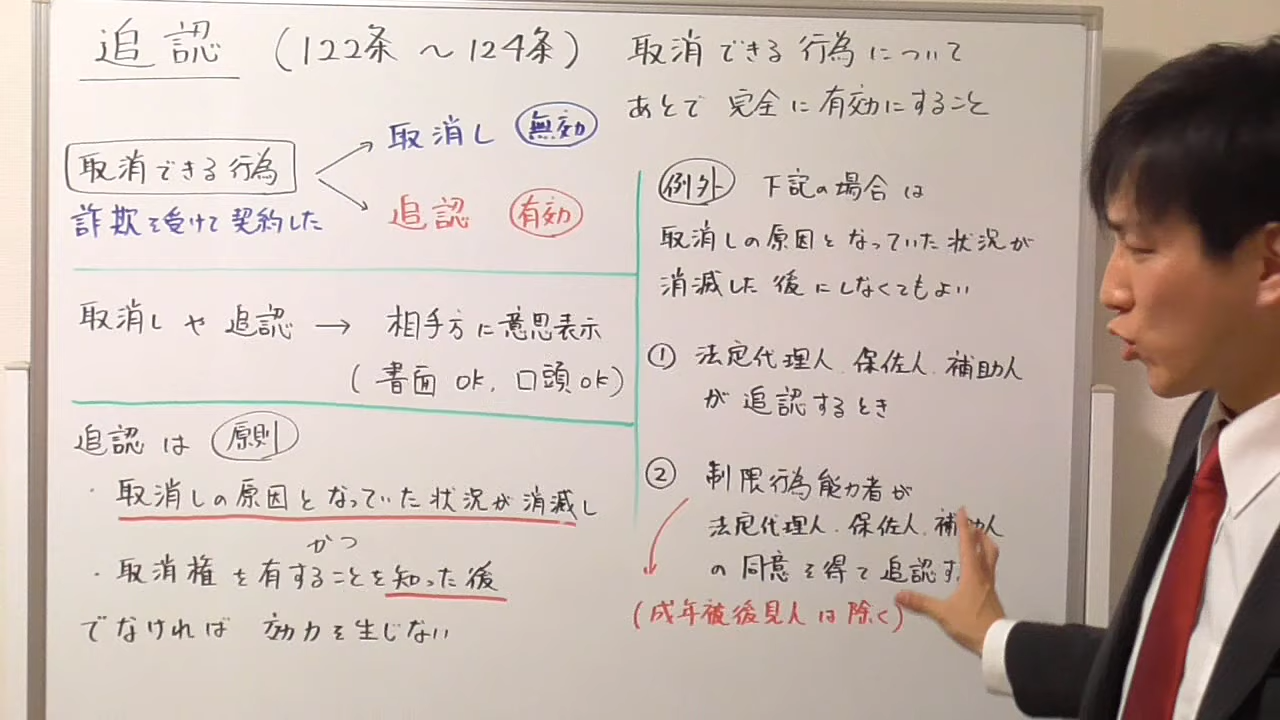 追認 (122条 ～ 124条)
取消できる行為について
あとで 完全に有効にすること
取消できる行為
詐欺を受けて契約した
取消し 無効
追認 有効
取消し や 追認 → 相手方に意思表示
(書面 OK, 口頭 OK)
追認 は 原則
・取消しの原因となっていた状況が消滅し
かつ
・取消権を有することを知った後
でなければ 効力を生じない
例外 下記の場合は
取消しの原因となっていた状況が
消滅した後にしなくてもよい
① 法定代理人. 保佐人. 補助人
が追認するとき
② 制限行為能力者が
法定代理人. 保佐人. 補助人
の同意を得て追認す
(成年被後見人は除く)